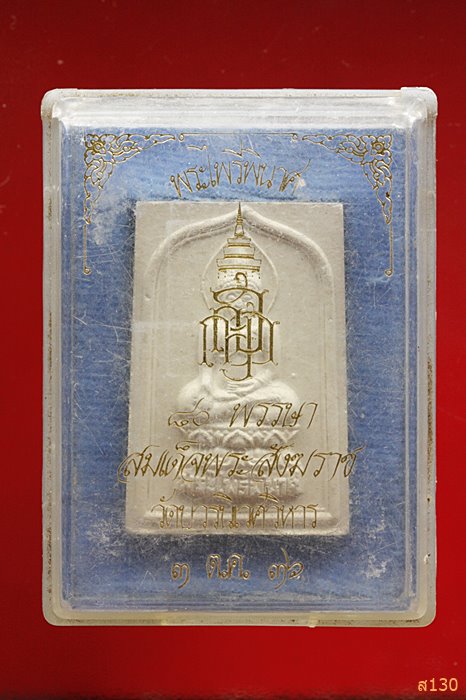 พระไพรีพินาศ
๘๐ พรรษา
สมเด็จพระสังฆราช
วัดบวรนิเวศวิหาร
๓ ต.ค. ๓๖
ส130